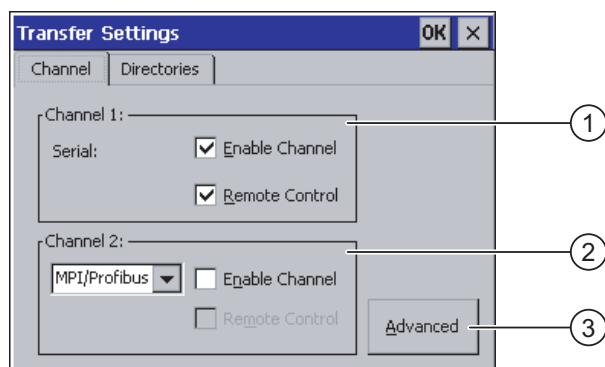 Transfer Settings OK ×
Channel Directories
Channel 1:
Serial: Enable Channel
Remote Control
1
Channel 2:
MPI/Profibus Enable Channel
Remote Control
2
Advanced
3